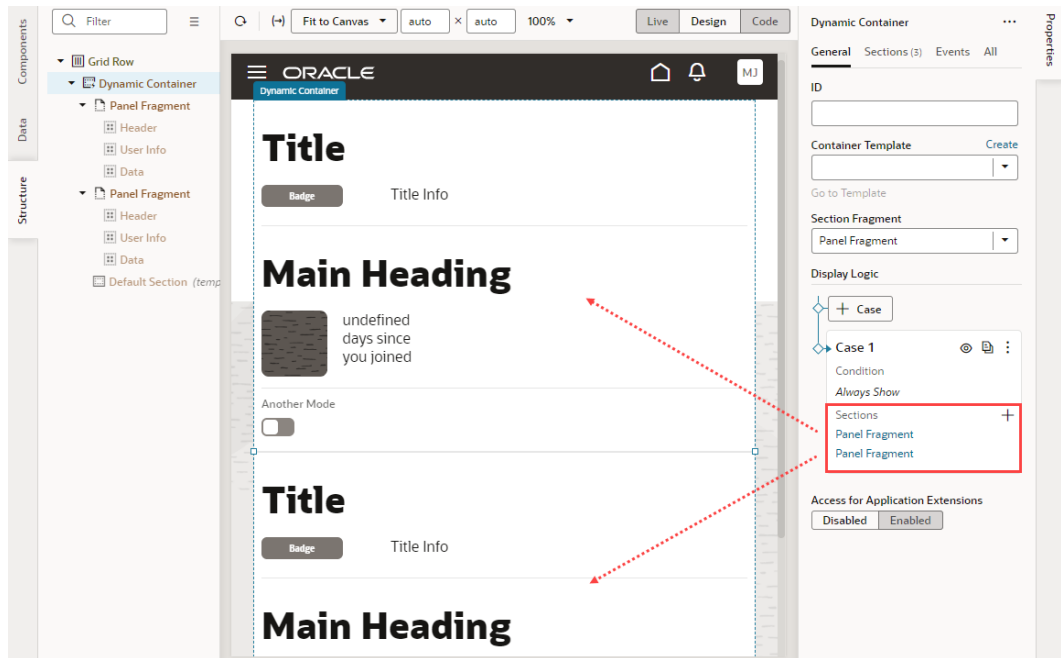 Components
Data
Structure
Filter
Grid Row
Dynamic Container
Panel Fragment
Header
User Info
Data
Panel Fragment
Header
User Info
Data
Default Section (temp
Fit to Canvas
auto × auto
100%
Live Design Code
ORACLE
MJ
Dynamic Container
Title
Badge Title Info
Main Heading
undefined
days since
you joined
Another Mode
Title
Badge Title Info
Main Heading
Dynamic Container
General Sections (3) Events All
ID
Container Template Create
Go to Template
Section Fragment
Panel Fragment
Display Logic
+ Case
Case 1
Condition
Always Show
Sections +
Panel Fragment
Panel Fragment
Access for Application Extensions
Disabled Enabled
Properties